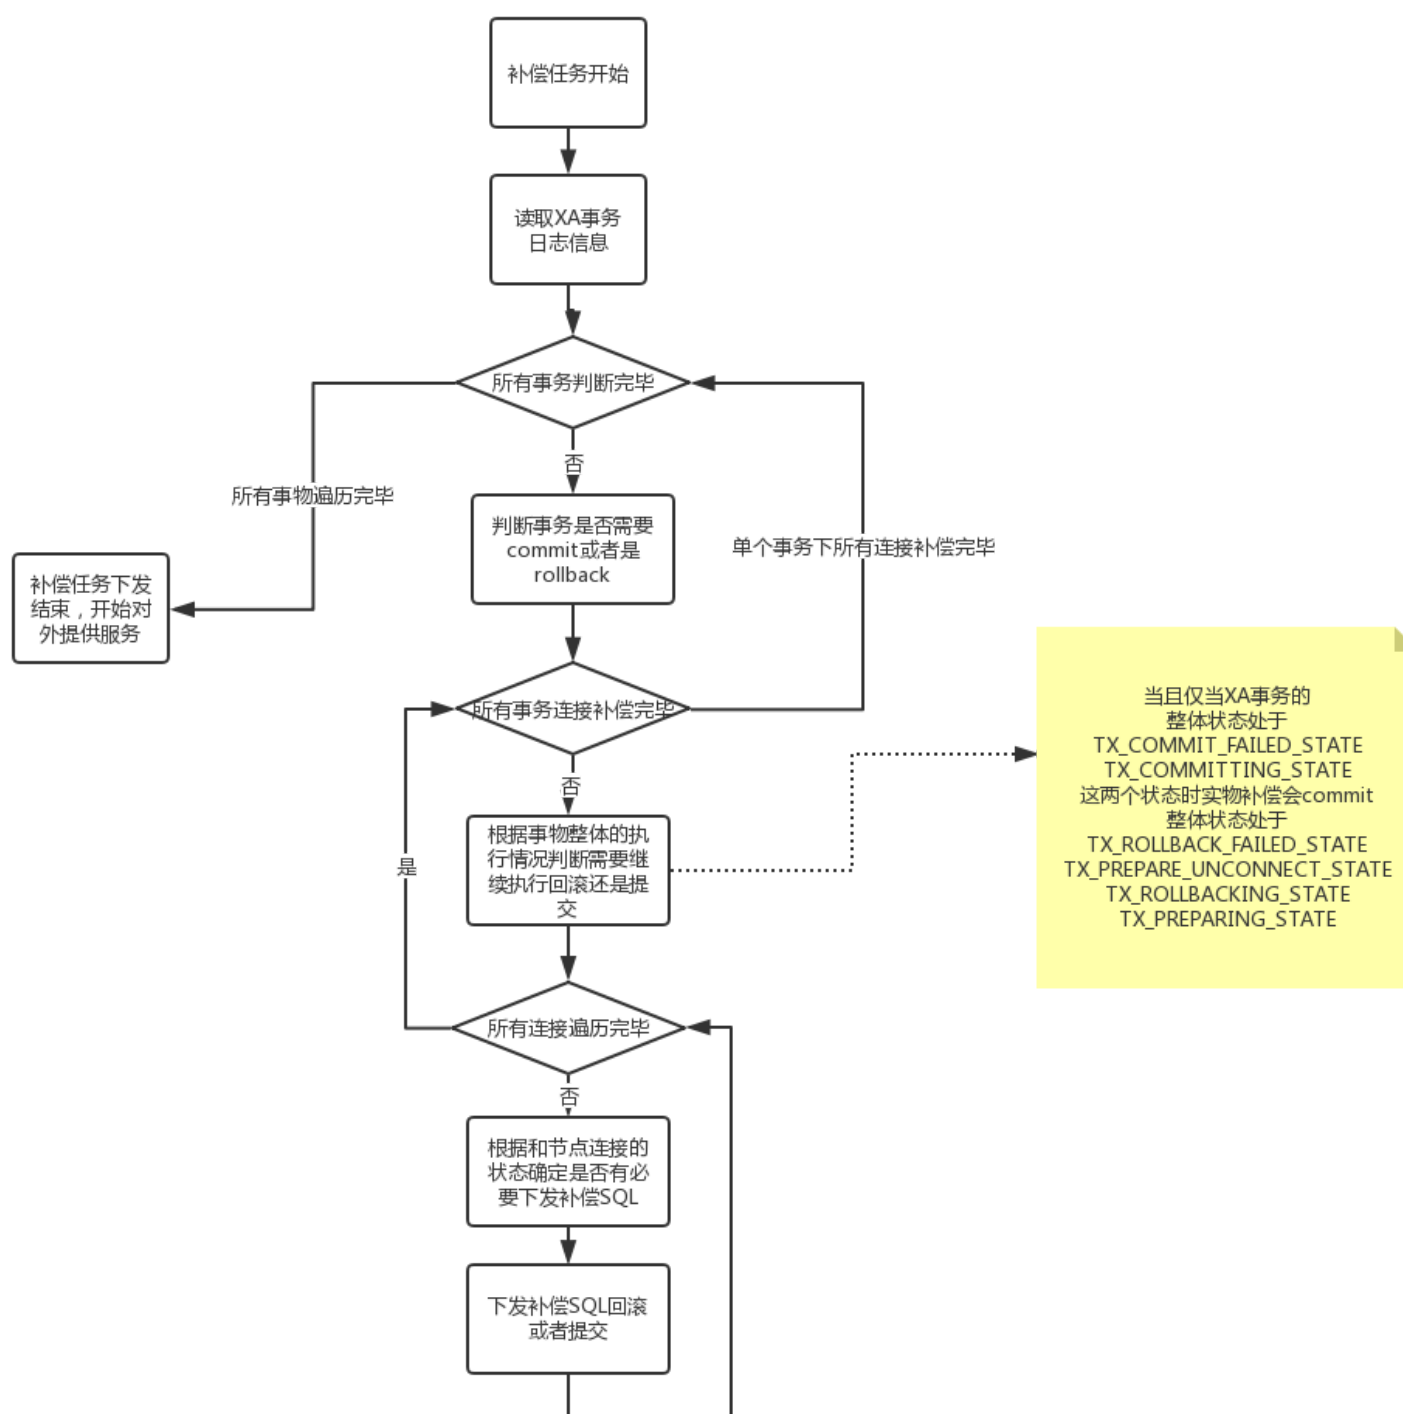 补偿任务开始
读取XA事务
日志信息
所有事务判断完毕
否
所有事物遍历完毕
判断事务是否需要
commit或者是
rollback
单个事务下所有连接补偿完毕
补偿任务下发
结束，开始对
外提供服务
所有事务连接补偿完毕
当且仅当XA事务的
整体状态处于
TX_COMMIT_FAILED_STATE
TX_COMMITTING_STATE
这两个状态时实物补偿会commit
整体状态处于
TX_ROLLBACK_FAILED_STATE
TX_PREPARE_UNCONNECT_STATE
TX_ROLLBACKING_STATE
TX_PREPARING_STATE
否
根据事物整体的执
行情况判断需要继
续执行回滚还是提
交
是
所有连接遍历完毕
否
根据和节点连接的
状态确定是否有必
要下发补偿SQL
下发补偿SQL回滚
或者提交